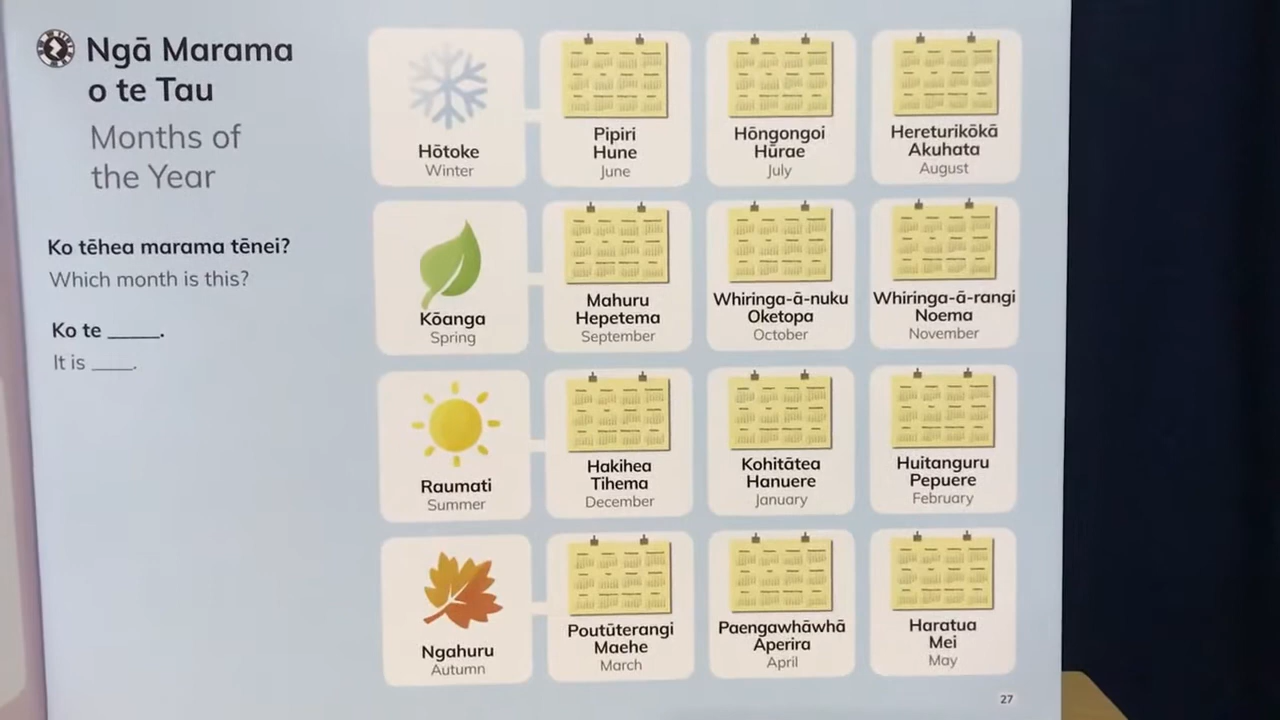 Ngā Marama
o te Tau
Months of
the Year
Ko tēhea marama tēnei?
Which month is this?
Ko te _____.
It is ____.
Hōtoke
Winter
Pipiri
Hune
June
Hōngongoi
Hūrae
July
Hereturikōkā
Akuhata
August
Kōanga
Spring
Mahuru
Hepetema
September
Whiringa-ā-nuku
Oketopa
October
Whiringa-ā-rangi
Noema
November
Raumati
Summer
Hakihea
Tihema
December
Kohitātea
Hanuere
January
Huitanguru
Pepuere
February
Ngahuru
Autumn
Poutūterangi
Maehe
March
Paengawhāwhā
Āperira
April
Haratua
Mei
May
27